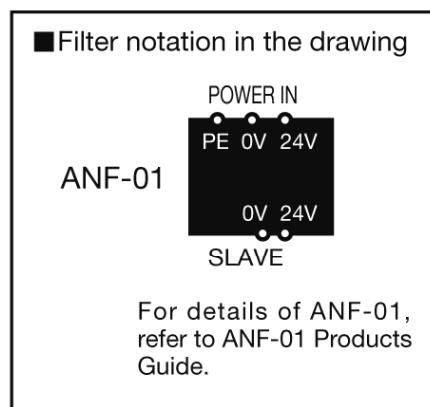 ■Filter notation in the drawing
POWER IN
PE 0V 24V
ANF-01
0V 24V
SLAVE
For details of ANF-01,
refer to ANF-01 Products
Guide.